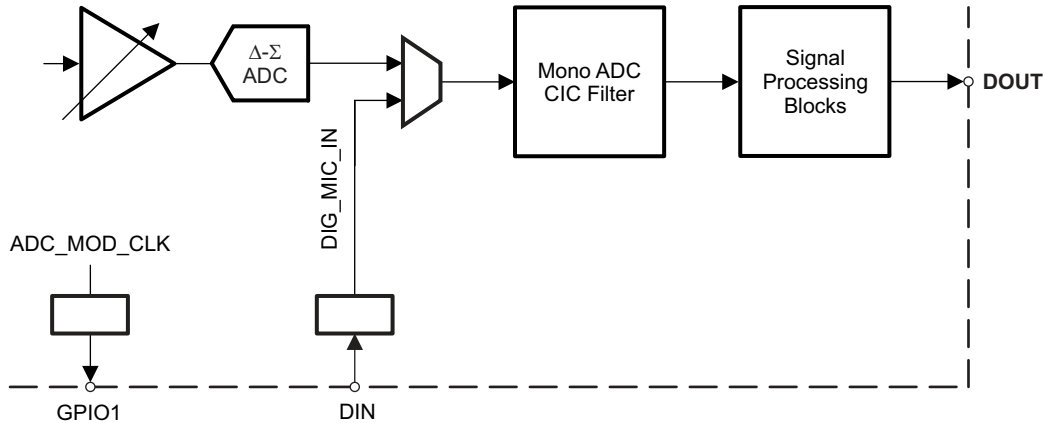 Δ-Σ
ADC
Mono ADC
CIC Filter
Signal
Processing
Blocks
DOUT
DIG_MIC_IN
ADC_MOD_CLK
GPIO1
DIN